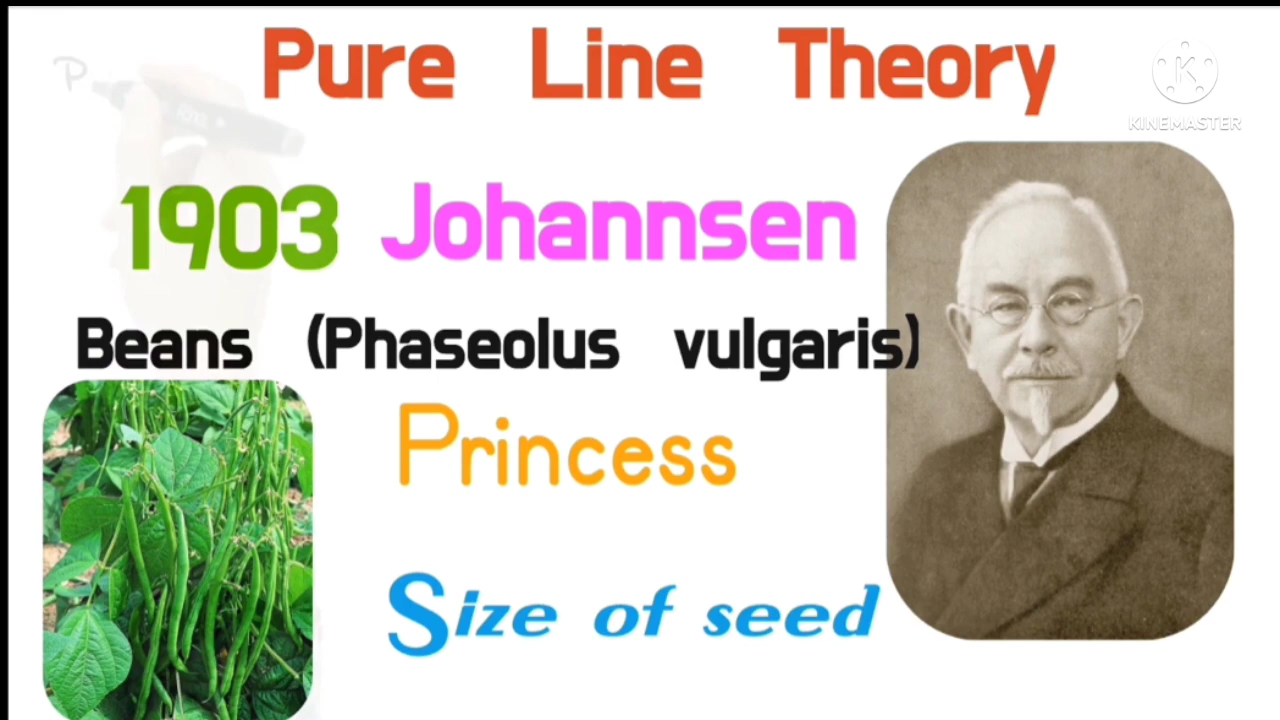 Pure Line Theory
P
KINEMASTER
1903 Johannsen
Beans (Phaseolus vulgaris)
Princess
Size of seed